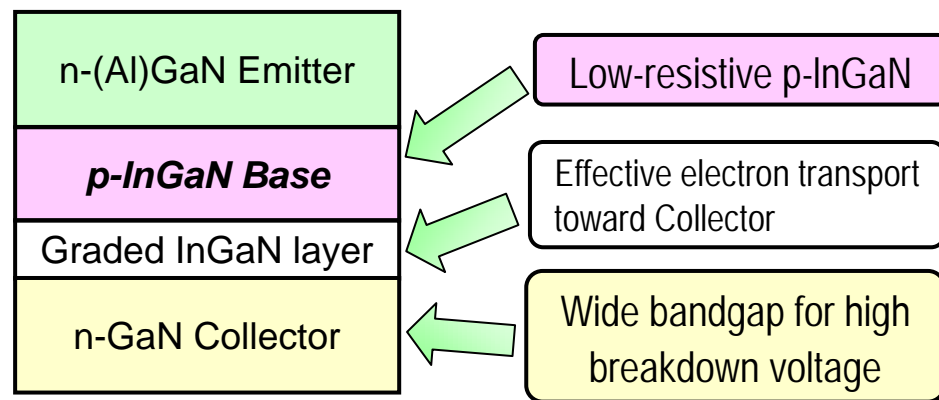 n-(Al)GaN Emitter
Low-resistive p-InGaN
p-InGaN Base
Effective electron transport
toward Collector
Graded InGaN layer
n-GaN Collector
Wide bandgap for high
breakdown voltage